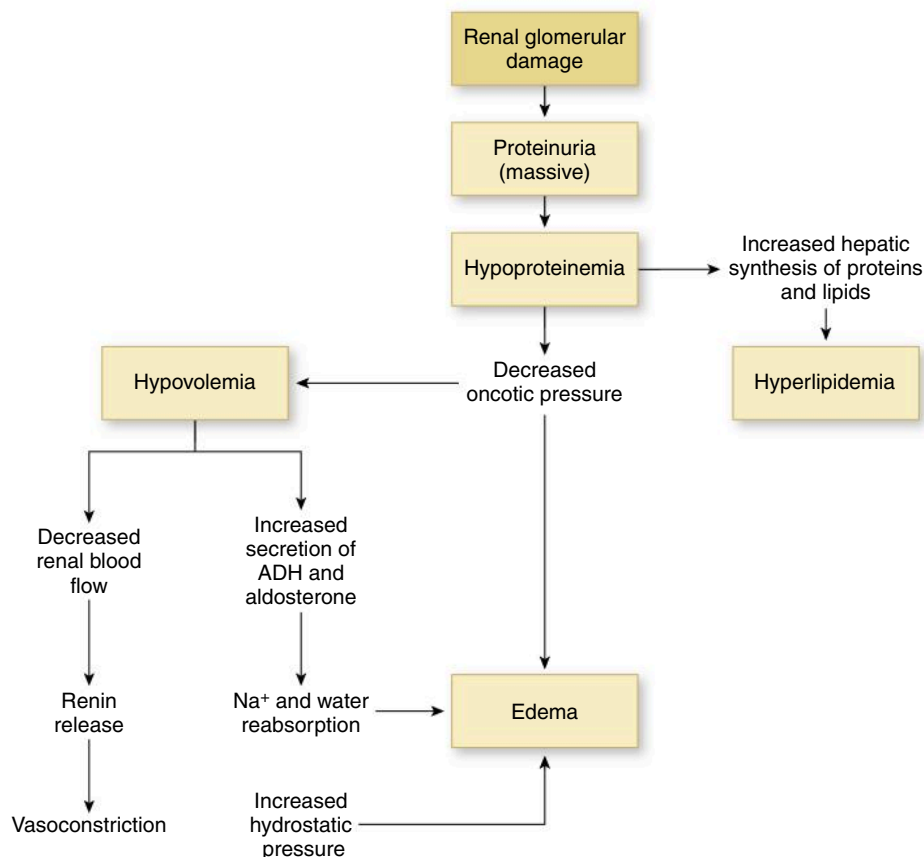 Renal glomerular
damage
Proteinuria
(massive)
Hypoproteinemia
Increased hepatic
synthesis of proteins
and lipids
Hyperlipidemia
Decreased
oncotic pressure
Hypovolemia
Decreased
renal blood
flow
Increased
secretion of
ADH and
aldosterone
Renin
release
Na⁺ and water
reabsorption
Edema
Vasoconstriction
Increased
hydrostatic
pressure